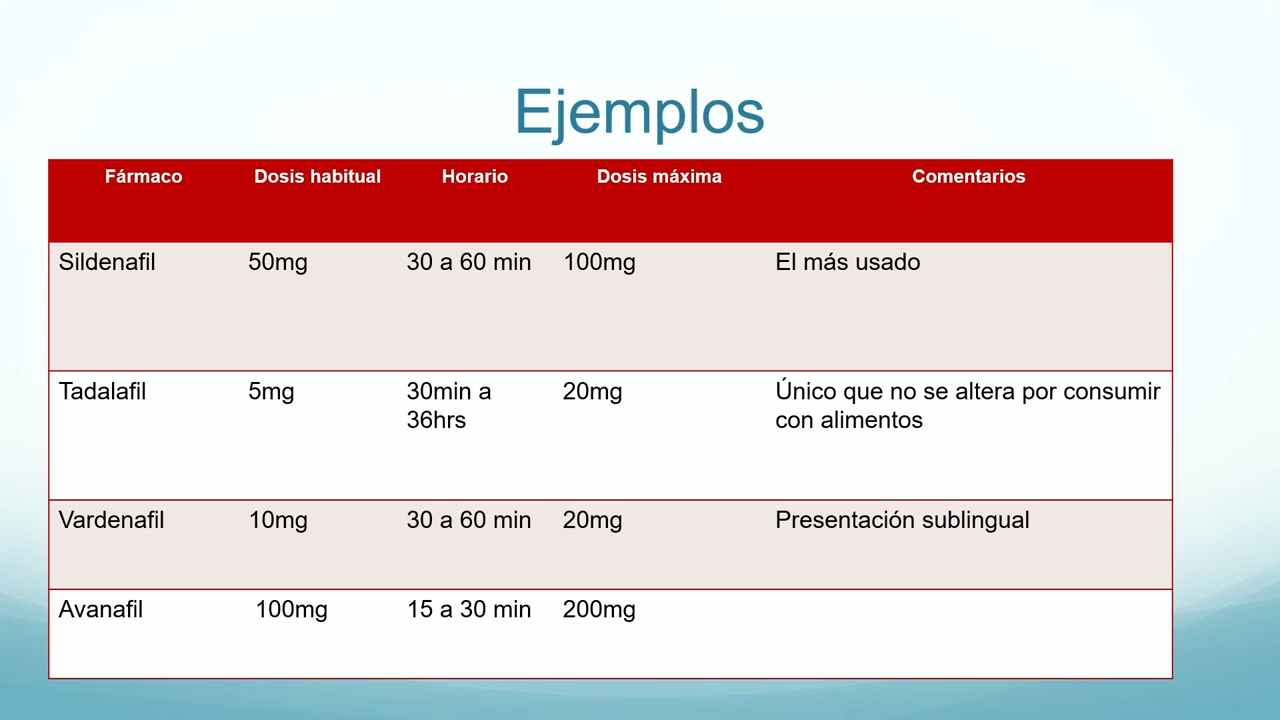 Ejemplos
Fármaco Dosis habitual Horario Dosis máxima Comentarios
Sildenafil 50mg 30 a 60 min 100mg El más usado
Tadalafil 5mg 30min a 20mg Único que no se altera por consumir
36hrs con alimentos
Vardenafil 10mg 30 a 60 min 20mg Presentación sublingual
Avanafil 100mg 15 a 30 min 200mg